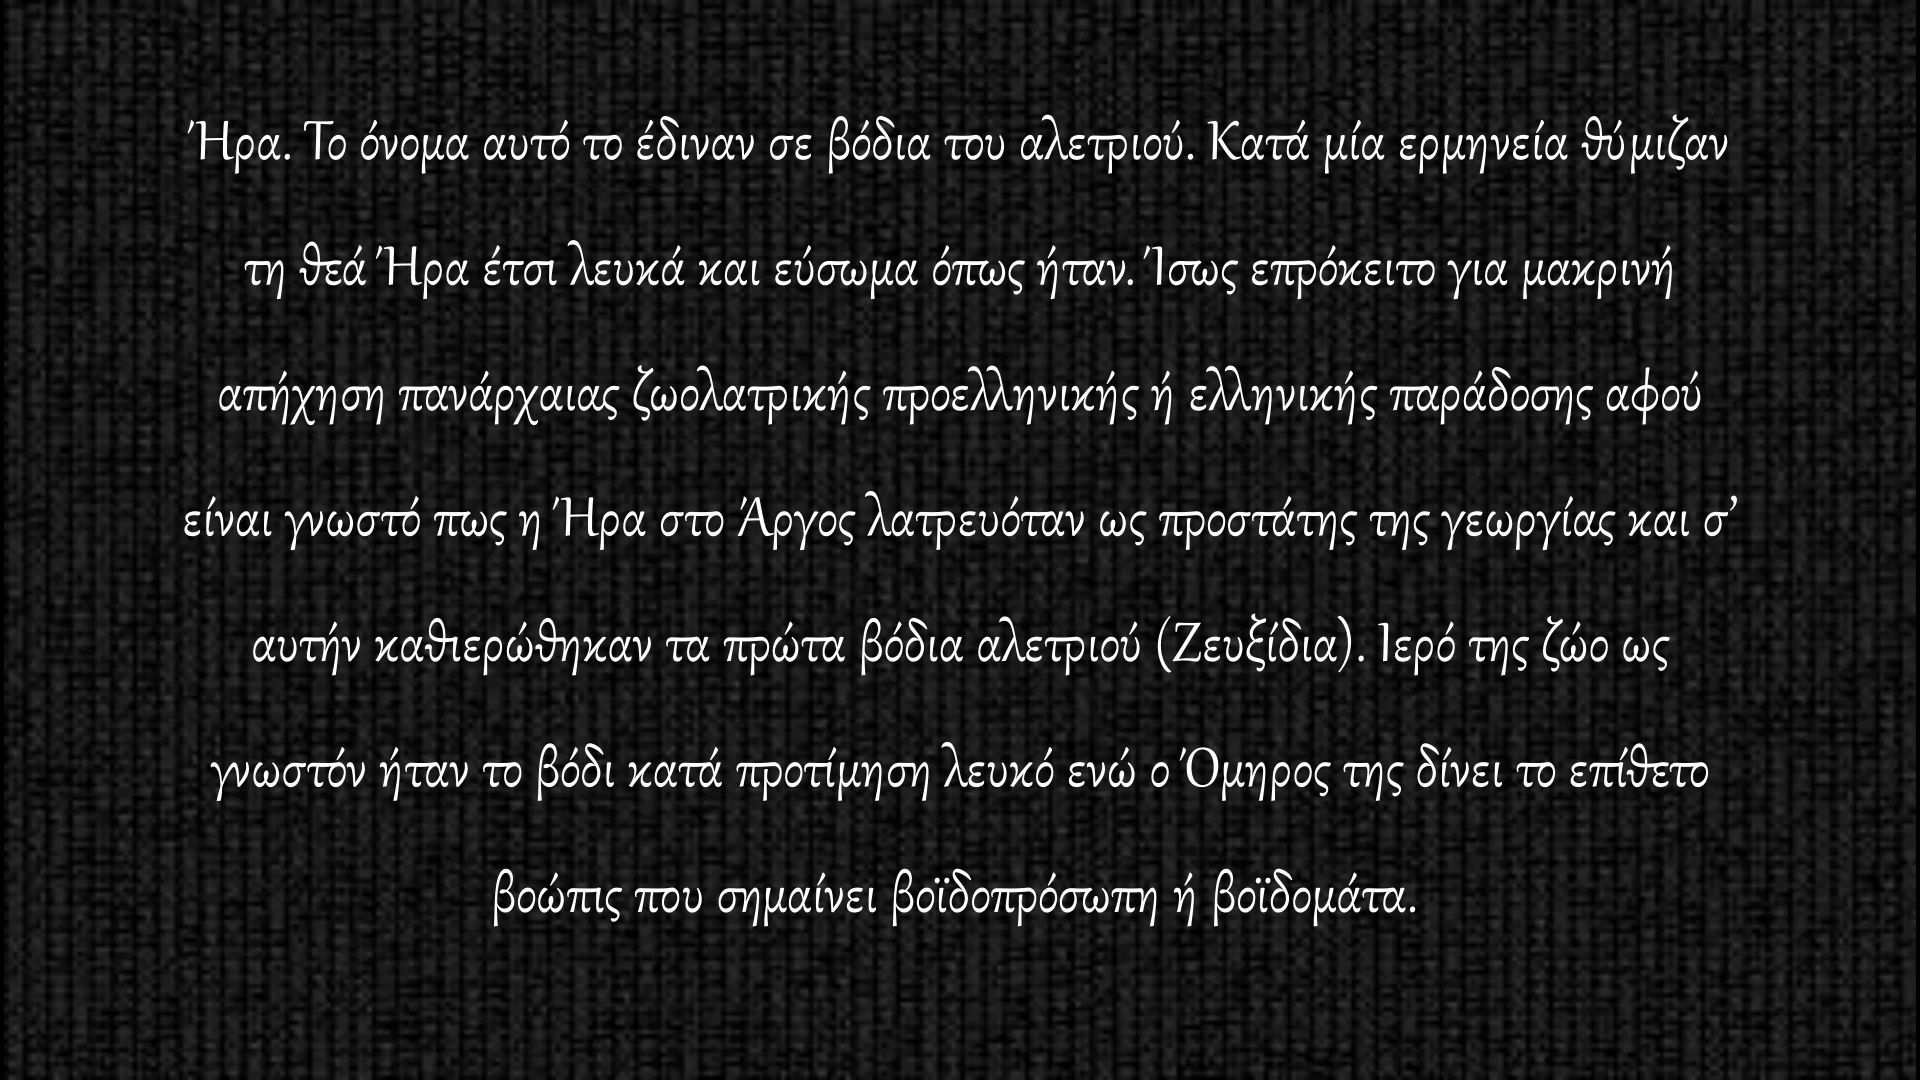 Ήρα. Το όνομα αυτό το έδιναν σε βόδια του αλετριού. Κατά μία ερμηνεία θύμιζαν
τη θεά Ήρα έτσι λευκά και εύσωμα όπως ήταν. Ίσως επρόκειτο για μακρινή
απήχηση πανάρχαιας ζωολατρικής προελληνικής ή ελληνικής παράδοσης αφού
είναι γνωστό πως η Ήρα στο Άργος λατρευόταν ως προστάτης της γεωργίας και σ’
αυτήν καθιερώθηκαν τα πρώτα βόδια αλετριού (Ζευξίδια). Ιερό της ζώο ως
γνωστόν ήταν το βόδι κατά προτίμηση λευκό ενώ ο Όμηρος της δίνει το επίθετο
βοώπις που σημαίνει βοϊδοπρόσωπη ή βοϊδομάτα.